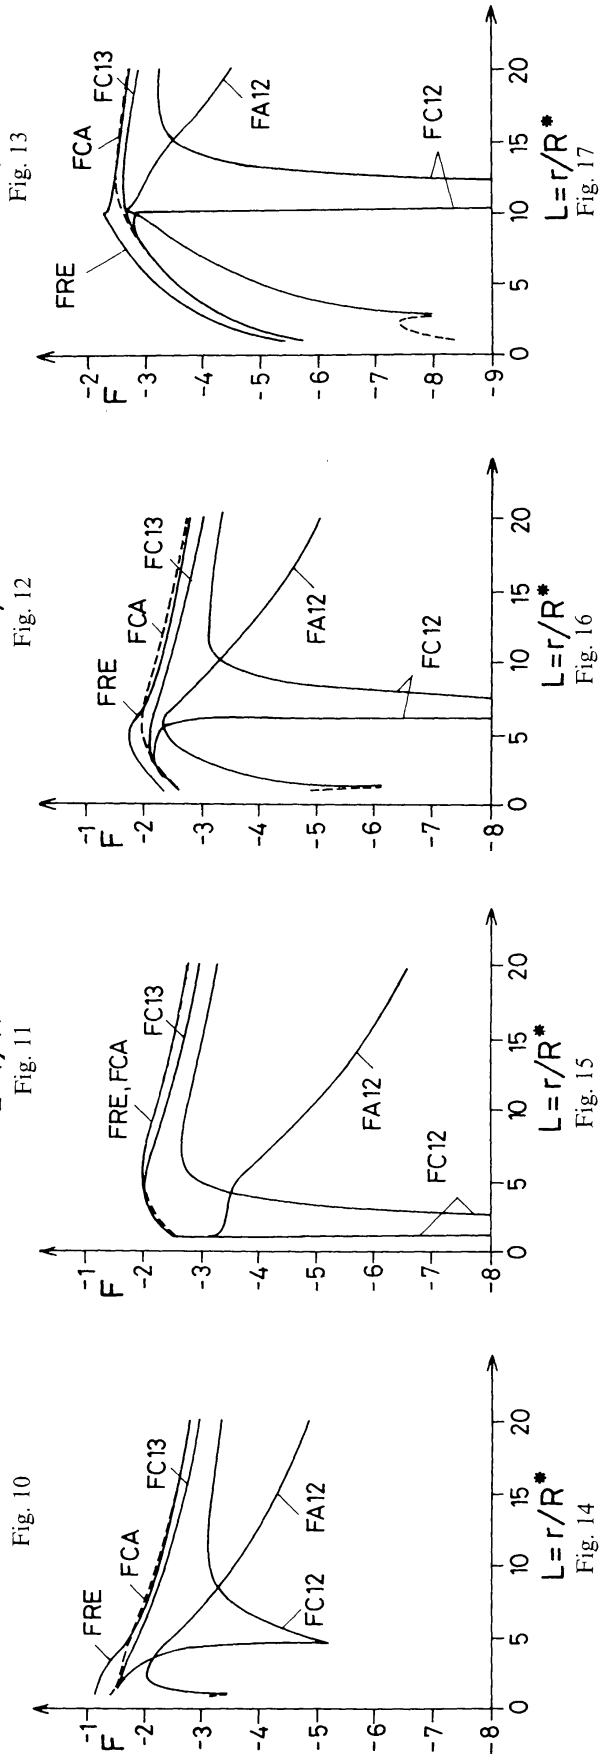 Fig. 13
F
-2
-3
-4
-5
-6
-7
-8
-9
FRE
FCA
FC13
FA12
FC12
0
5
10
15
20
L=r/R*
Fig. 17
Fig. 12
F
-1
-2
-3
-4
-5
-6
-7
-8
FRE
FCA
FC13
FA12
FC12
0
5
10
15
20
L=r/R*
Fig. 16
Fig. 11
F
-1
-2
-3
-4
-5
-6
-7
-8
FRE, FCA
FC13
FA12
FC12
0
5
10
15
20
L=r/R*
Fig. 15
Fig. 10
F
-1
-2
-3
-4
-5
-6
-7
-8
FRE
FCA
FC13
FA12
FC12
0
5
10
15
20
L=r/R*
Fig. 14